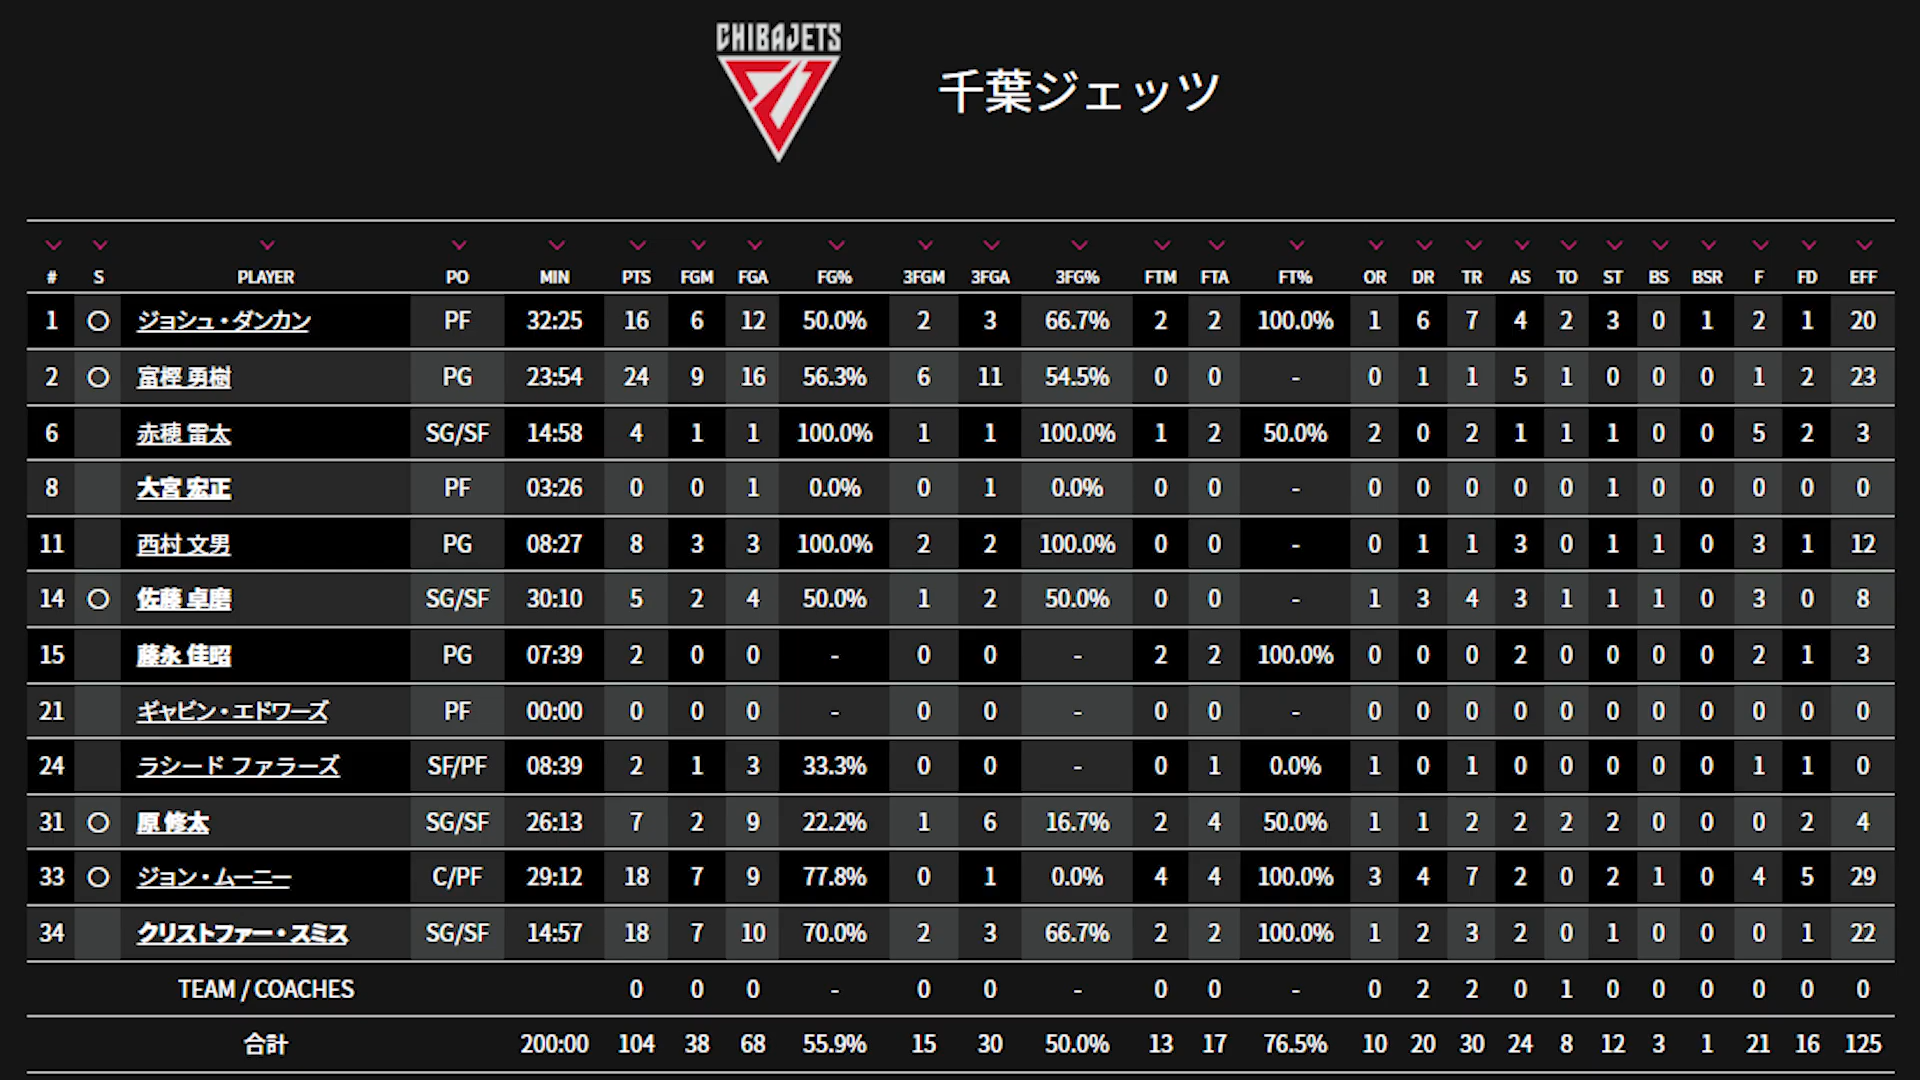 CHIBAJETS
千葉ジェッツ
# S PLAYER PO MIN PTS FGM FGA FG% 3FGM 3FGA 3FG% FTM FTA FT% OR DR TR AS TO ST BS BSR F FD EFF
1 ○ ジョシュ・ダンカン PF 32:25 16 6 12 50.0% 2 3 66.7% 2 2 100.0% 1 6 7 4 2 3 0 1 2 1 20
2 ○ 富樫 勇樹 PG 23:54 24 9 16 56.3% 6 11 54.5% 0 0 - 0 1 1 5 1 0 0 0 1 2 23
6 赤穂 雷太 SG/SF 14:58 4 1 1 100.0% 1 1 100.0% 1 2 50.0% 2 0 2 1 1 1 0 0 5 2 3
8 大宮 宏正 PF 03:26 0 0 1 0.0% 0 1 0.0% 0 0 - 0 0 0 0 0 1 0 0 0 0 0
11 西村 文男 PG 08:27 8 3 3 100.0% 2 2 100.0% 0 0 - 0 1 1 3 0 1 1 0 3 1 12
14 ○ 佐藤 卓磨 SG/SF 30:10 5 2 4 50.0% 1 2 50.0% 0 0 - 1 3 4 3 1 1 1 0 3 0 8
15 藤永 佳昭 PG 07:39 2 0 0 - 0 0 - 2 2 100.0% 0 0 0 2 0 0 0 0 2 1 3
21 ギャビン・エドワーズ PF 00:00 0 0 0 - 0 0 - 0 0 - 0 0 0 0 0 0 0 0 0 0 0
24 ラシード ファラーズ SF/PF 08:39 2 1 3 33.3% 0 0 - 0 1 0.0% 1 0 1 0 0 0 0 0 1 1 0
31 ○ 原 修太 SG/SF 26:13 7 2 9 22.2% 1 6 16.7% 2 4 50.0% 1 1 2 2 2 2 0 0 0 2 4
33 ○ ジョン・ムーニー C/PF 29:12 18 7 9 77.8% 0 1 0.0% 4 4 100.0% 3 4 7 2 0 2 1 0 4 5 29
34 クリストファー・スミス SG/SF 14:57 18 7 10 70.0% 2 3 66.7% 2 2 100.0% 1 2 3 2 0 1 0 0 0 1 22
TEAM / COACHES 0 0 0 - 0 0 - 0 0 - 0 2 2 0 1 0 0 0 0 0 0
合計 200:00 104 38 68 55.9% 15 30 50.0% 13 17 76.5% 10 20 30 24 8 12 3 1 21 16 125